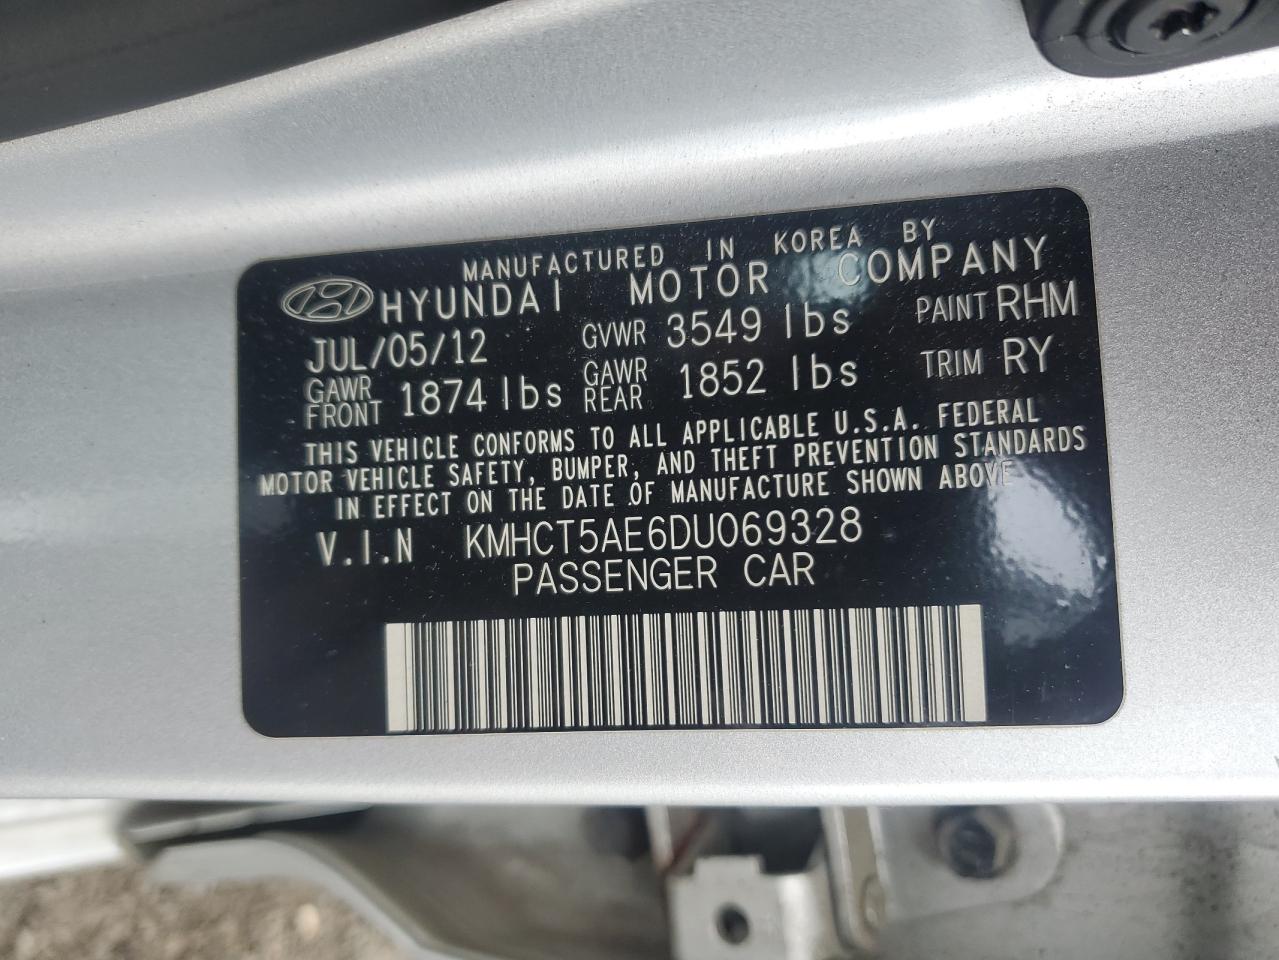 MANUFACTURED IN KOREA BY
HYUNDAI MOTOR COMPANY
JUL/05/12 GVWR 3549 lbs PAINT RHM
GAWR FRONT 1874 lbs GAWR REAR 1852 lbs TRIM RY
THIS VEHICLE CONFORMS TO ALL APPLICABLE U.S.A. FEDERAL
MOTOR VEHICLE SAFETY, BUMPER, AND THEFT PREVENTION STANDARDS
IN EFFECT ON THE DATE OF MANUFACTURE SHOWN ABOVE
V.I.N KMHCT5AE6DU069328
PASSENGER CAR